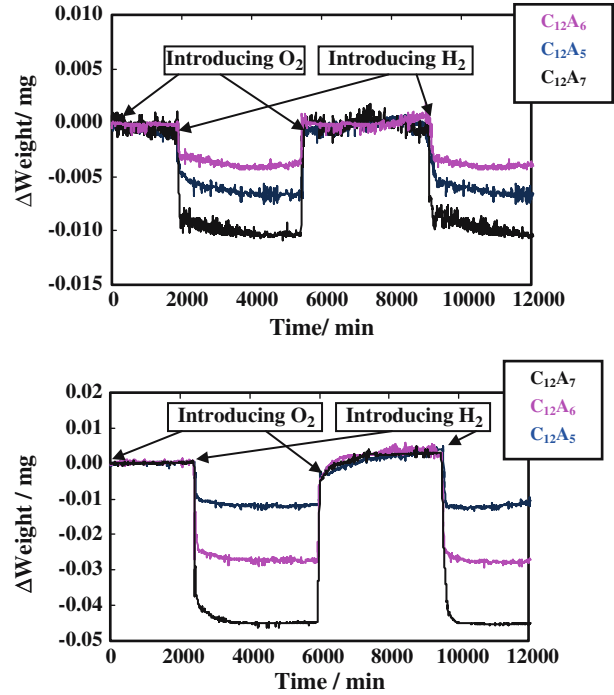 0.010
0.005
0.000
-0.005
-0.010
-0.015
ΔWeight/ mg
Introducing O₂
Introducing H₂
C₁₂A₆
C₁₂A₅
C₁₂A₇
0 2000 4000 6000 8000 10000 12000
Time/ min
0.02
0.01
0.00
-0.01
-0.02
-0.03
-0.04
-0.05
ΔWeight / mg
Introducing O₂
Introducing H₂
C₁₂A₇
C₁₂A₆
C₁₂A₅
0 2000 4000 6000 8000 10000 12000
Time / min